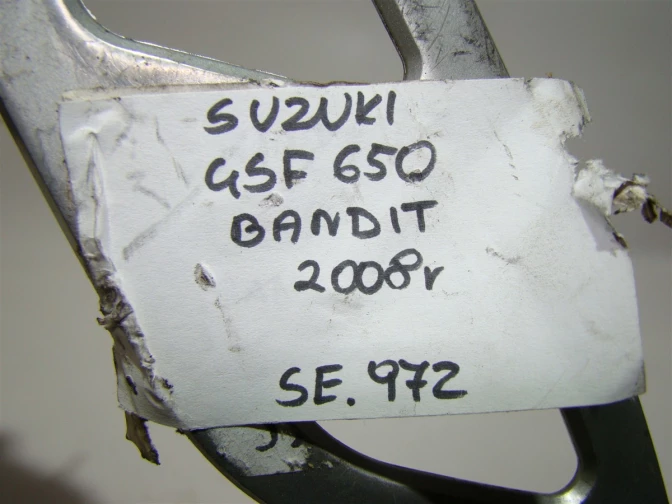 SUZUKI
GSF 650
BANDIT
2008r
SE. 972